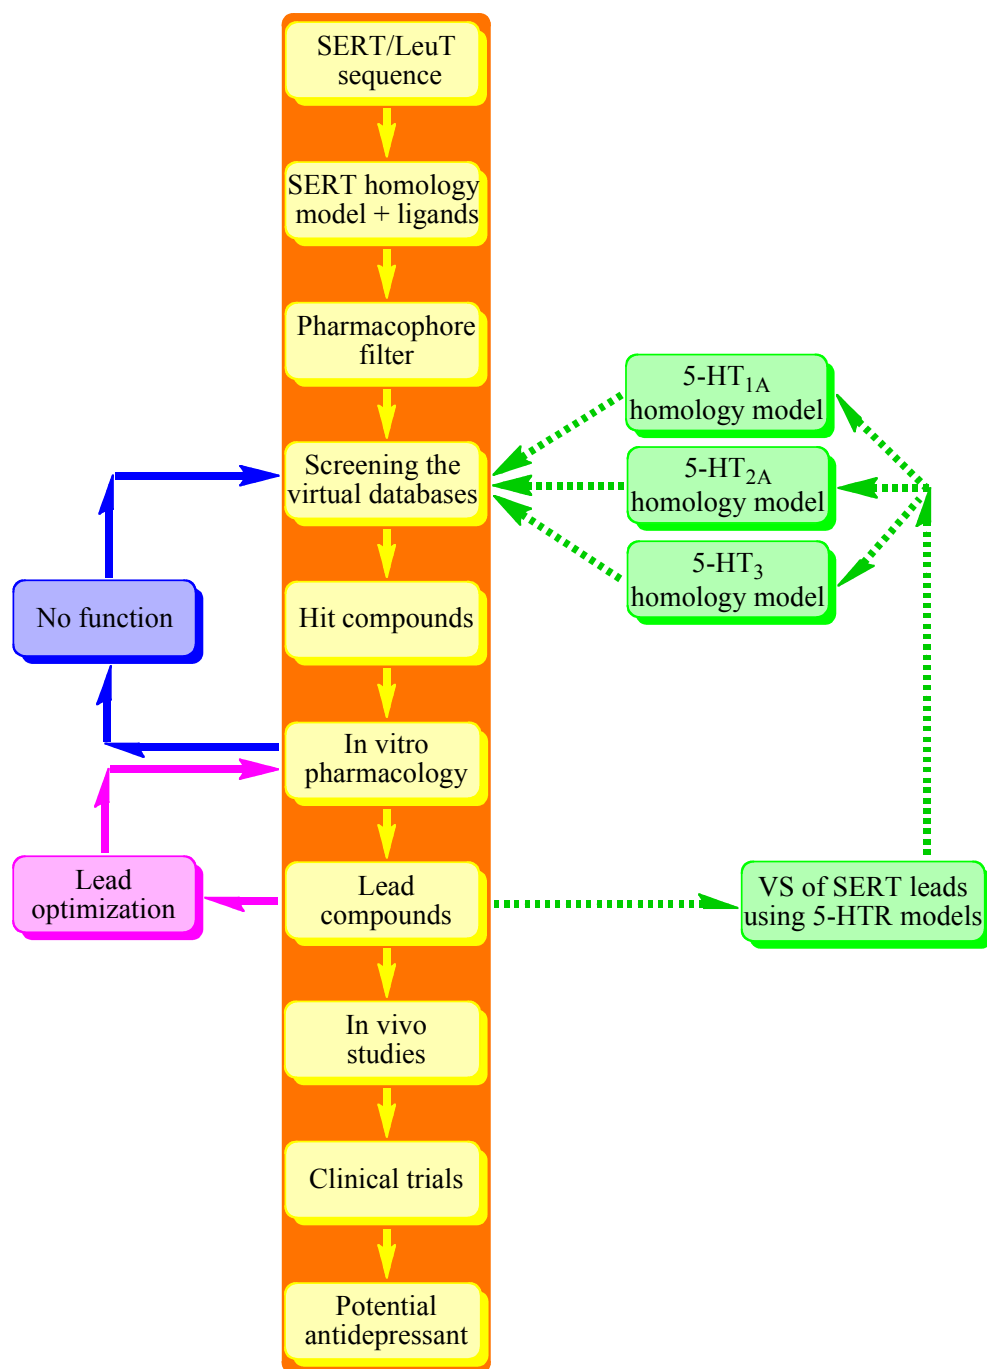 SERT/LeuT
sequence
SERT homology
model + ligands
Pharmacophore
filter
5-HT1A
homology model
Screening the
virtual databases
5-HT2A
homology model
5-HT3
homology model
No function
Hit compounds
In vitro
pharmacology
Lead
optimization
Lead
compounds
VS of SERT leads
using 5-HTR models
In vivo
studies
Clinical trials
Potential
antidepressant